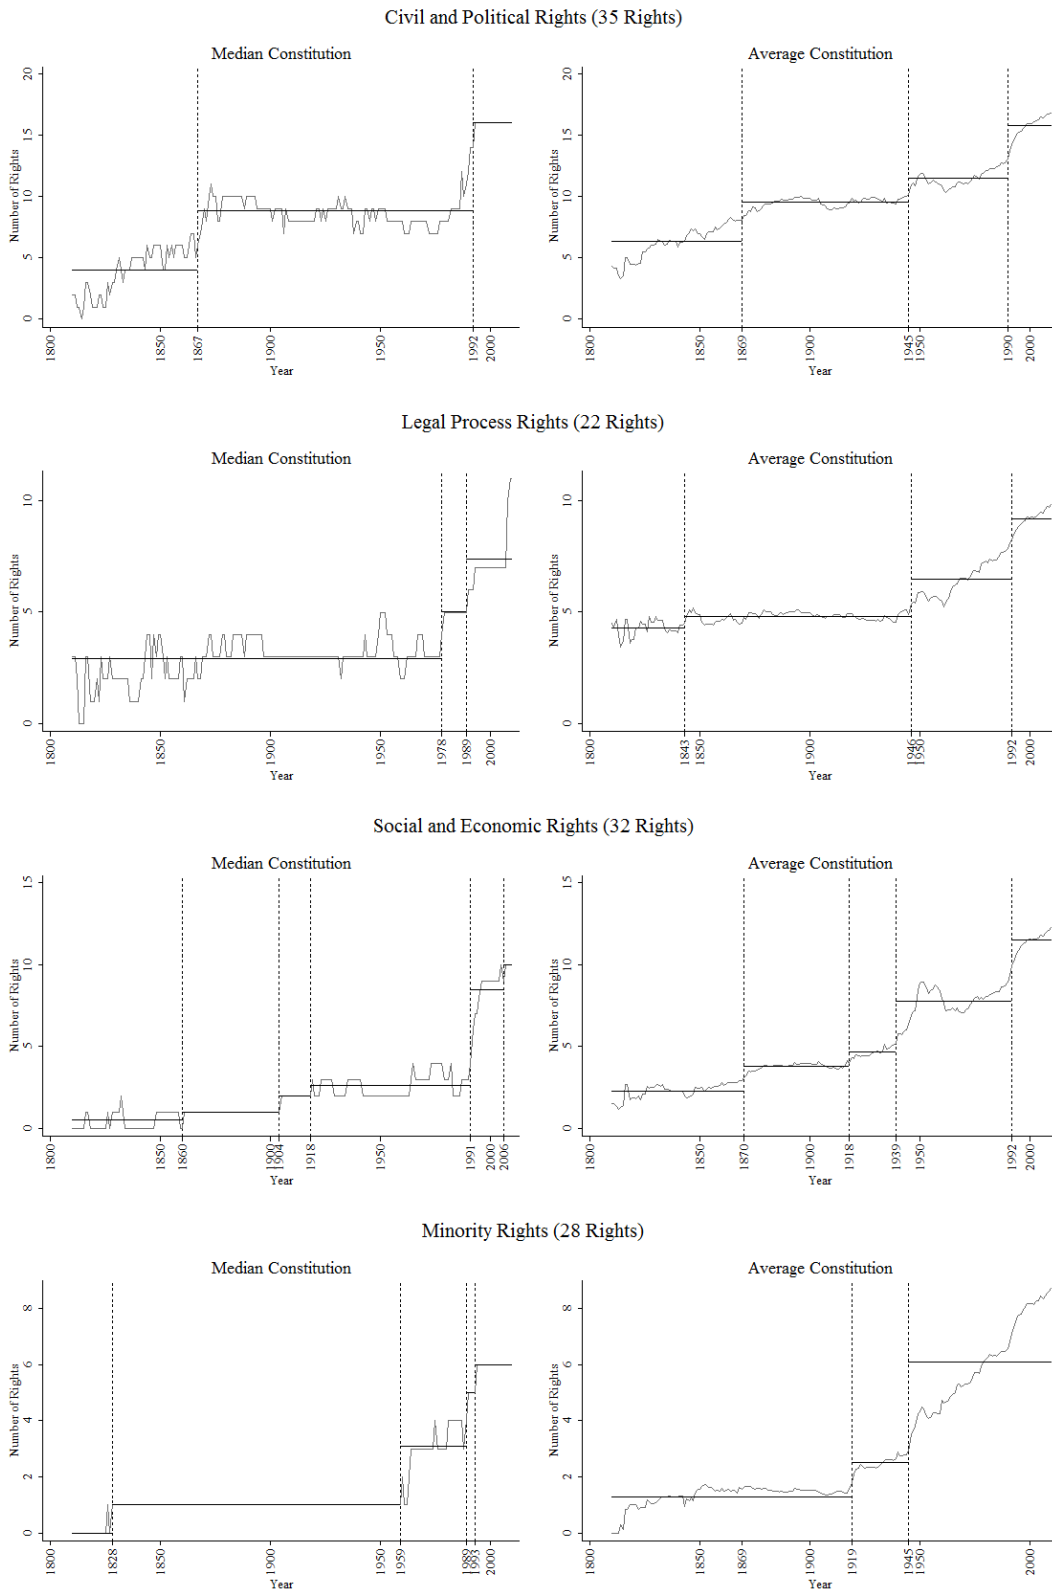 Civil and Political Rights (35 Rights)
Median Constitution
Number of Rights
0 5 10 15 20
1800 1850 1867 1900 1950 1992 2000
Year
Average Constitution
Number of Rights
0 5 10 15 20
1800 1850 1869 1900 1945 1950 1990 2000
Year
Legal Process Rights (22 Rights)
Median Constitution
Number of Rights
0 5 10
1800 1850 1900 1950 1978 1989 2000
Year
Average Constitution
Number of Rights
0 5 10
1800 1843 1850 1900 1946 1950 1992 2000
Year
Social and Economic Rights (32 Rights)
Median Constitution
Number of Rights
0 5 10 15
1800 1850 1860 1900 1904 1918 1950 1991 2000 2006
Year
Average Constitution
Number of Rights
0 5 10 15
1800 1850 1870 1900 1918 1939 1950 1992 2000
Year
Minority Rights (28 Rights)
Median Constitution
Number of Rights
0 2 4 6 8
1800 1828 1850 1900 1950 1959 1989 1993 2000
Year
Average Constitution
Number of Rights
0 2 4 6 8
1800 1850 1869 1900 1919 1945 1950 2000
Year